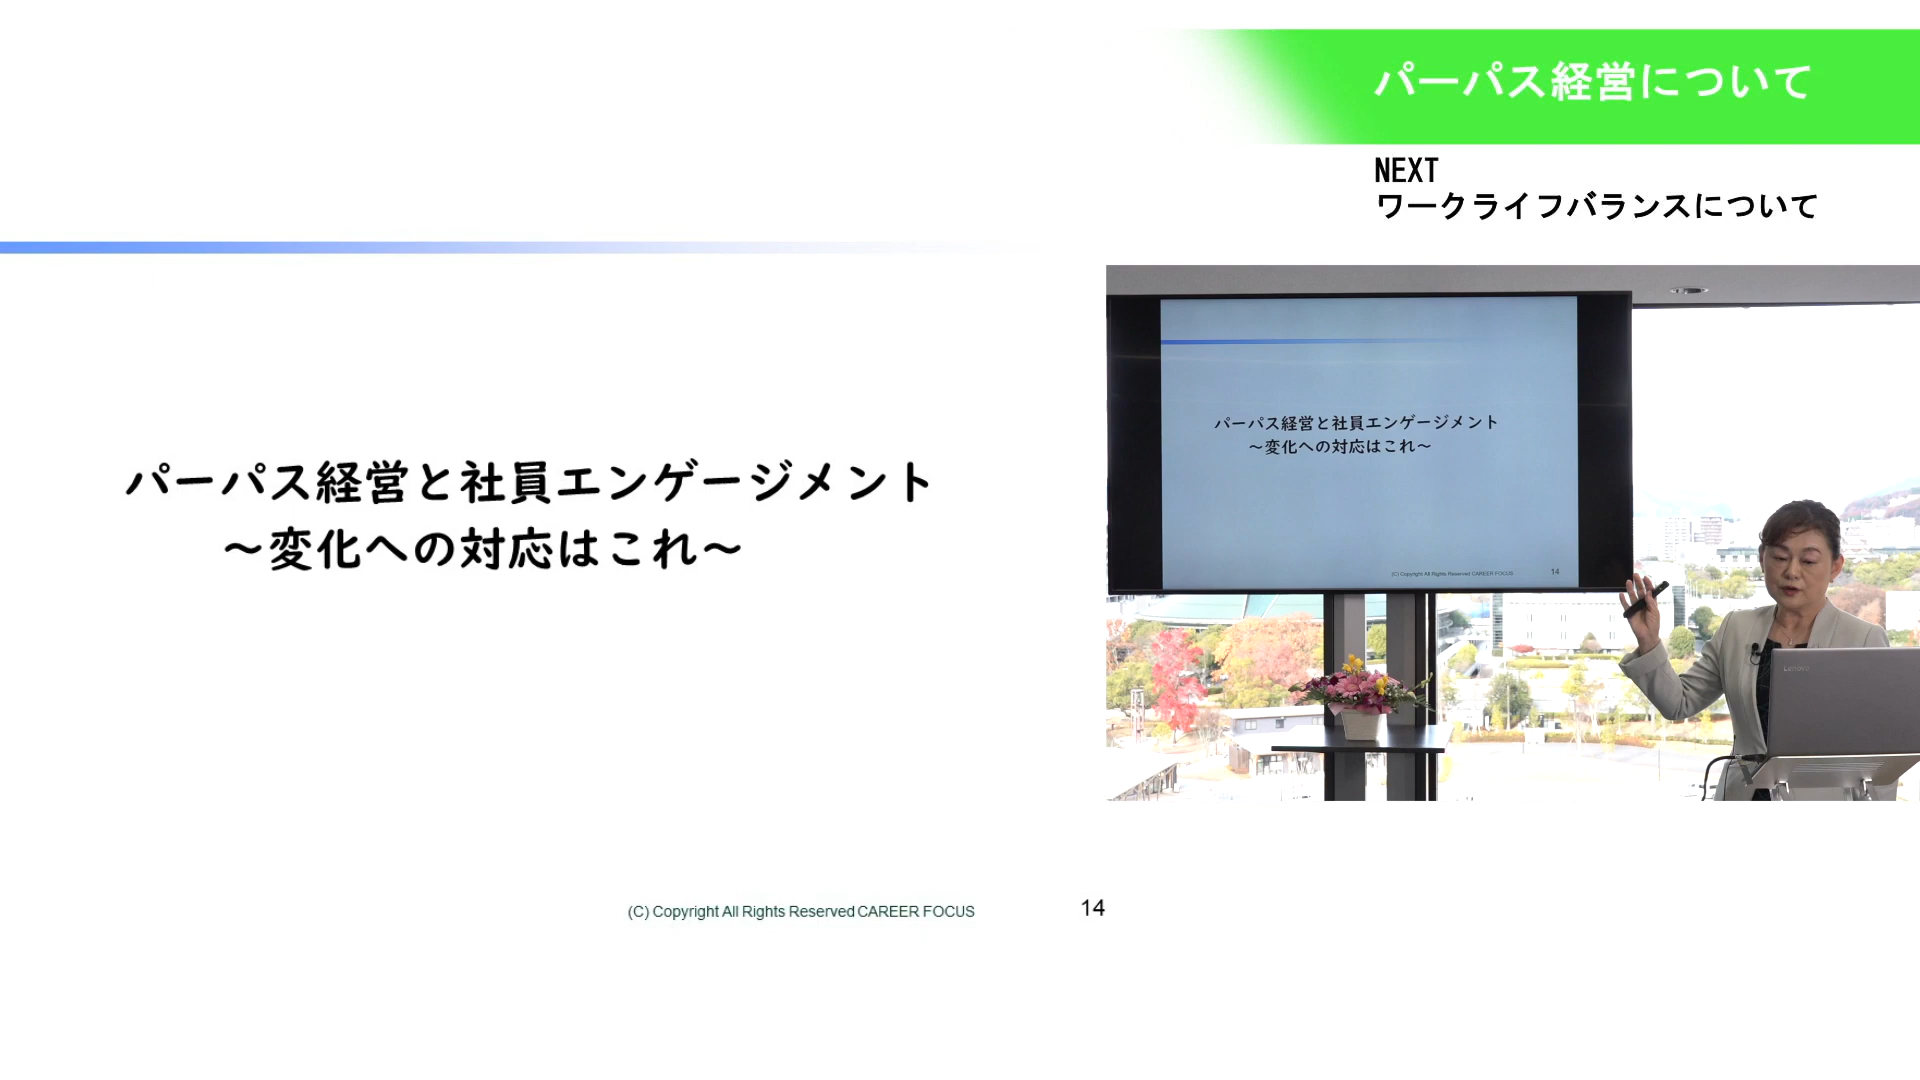 パーパス経営について
NEXT
ワークライフバランスについて
パーパス経営と社員エンゲージメント
～変化への対応はこれ～
パーパス経営と社員エンゲージメント
～変化への対応はこれ～
(C) Copyright All Rights Reserved CAREER FOCUS
14
Lenovo
(C) Copyright All Rights Reserved CAREER FOCUS
14